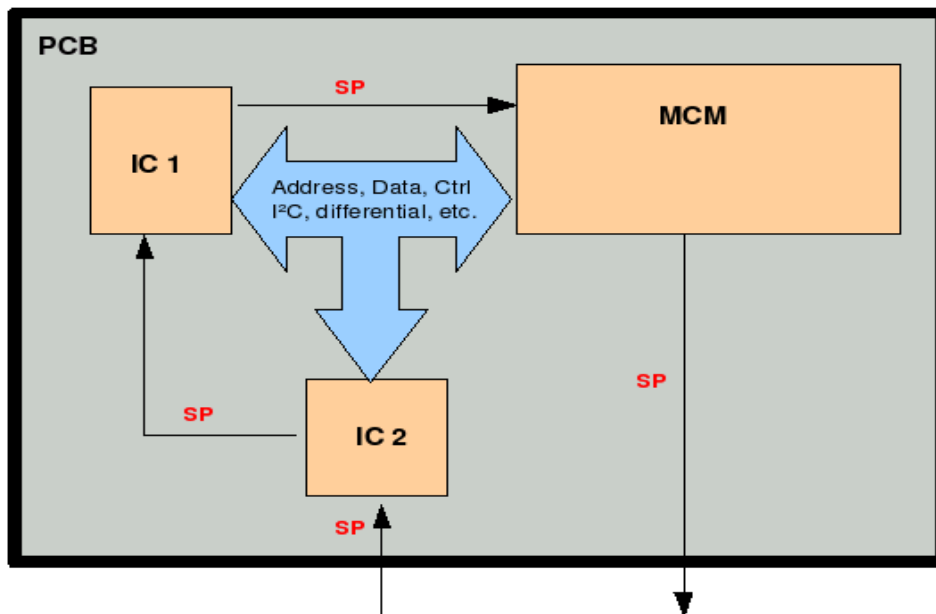 PCB
SP
IC 1
MCM
Address, Data, Ctrl
I²C, differential, etc.
SP
SP
IC 2
SP